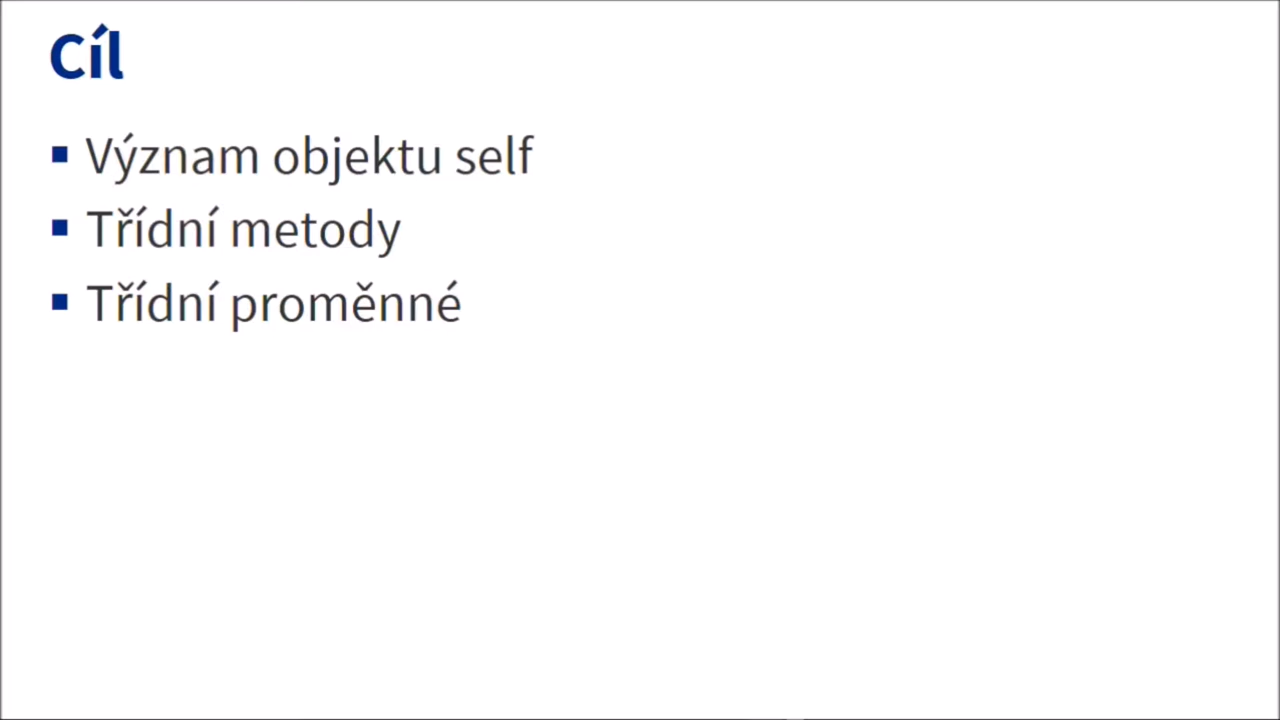 Cíl
▪ Význam objektu self
▪ Třídní metody
▪ Třídní proměnné